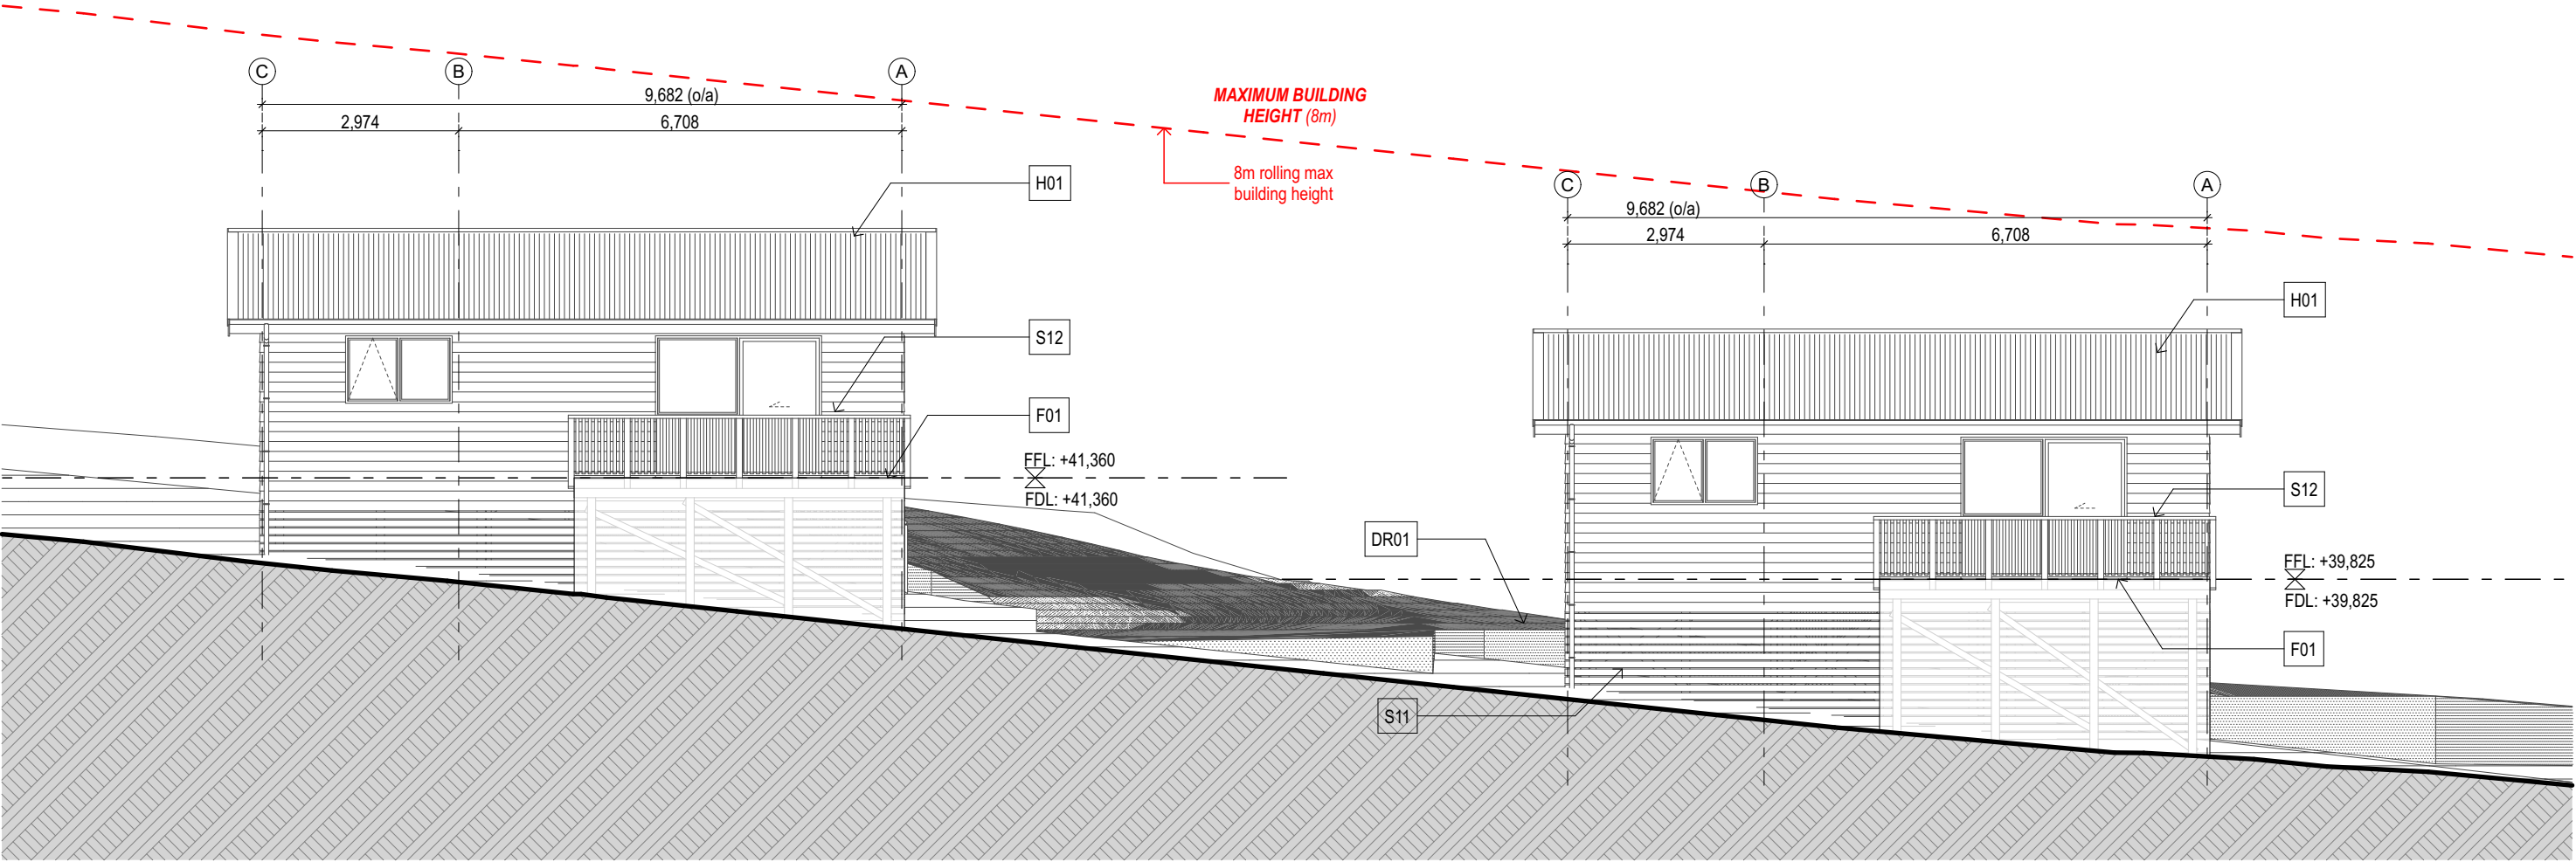 C
B
A
9,682 (o/a)
2,974
6,708
H01
S12
F01
FFL: +41,360
FDL: +41,360
MAXIMUM BUILDING
HEIGHT (8m)
8m rolling max
building height
C
B
A
9,682 (o/a)
2,974
6,708
H01
S12
FFL: +39,825
FDL: +39,825
F01
DR01
S11